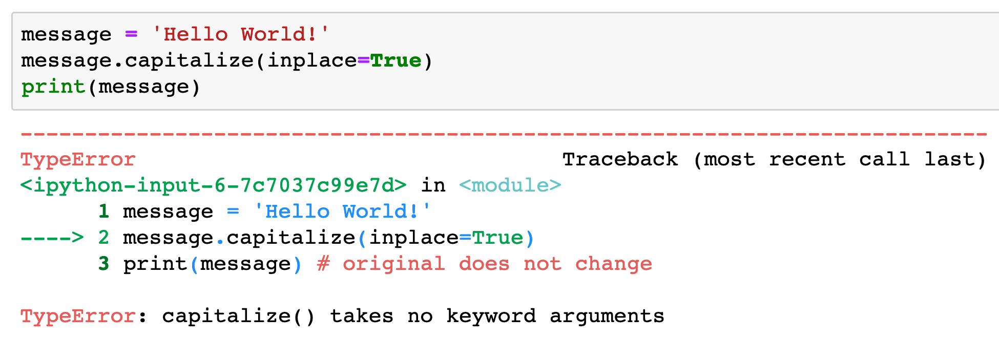 message = 'Hello World!'
message.capitalize(inplace=True)
print(message)
---------------------------------------------------------------------------
TypeError                                 Traceback (most recent call last)
<ipython-input-6-7c7037c99e7d> in <module>
      1 message = 'Hello World!'
----> 2 message.capitalize(inplace=True)
      3 print(message) # original does not change
TypeError: capitalize() takes no keyword arguments